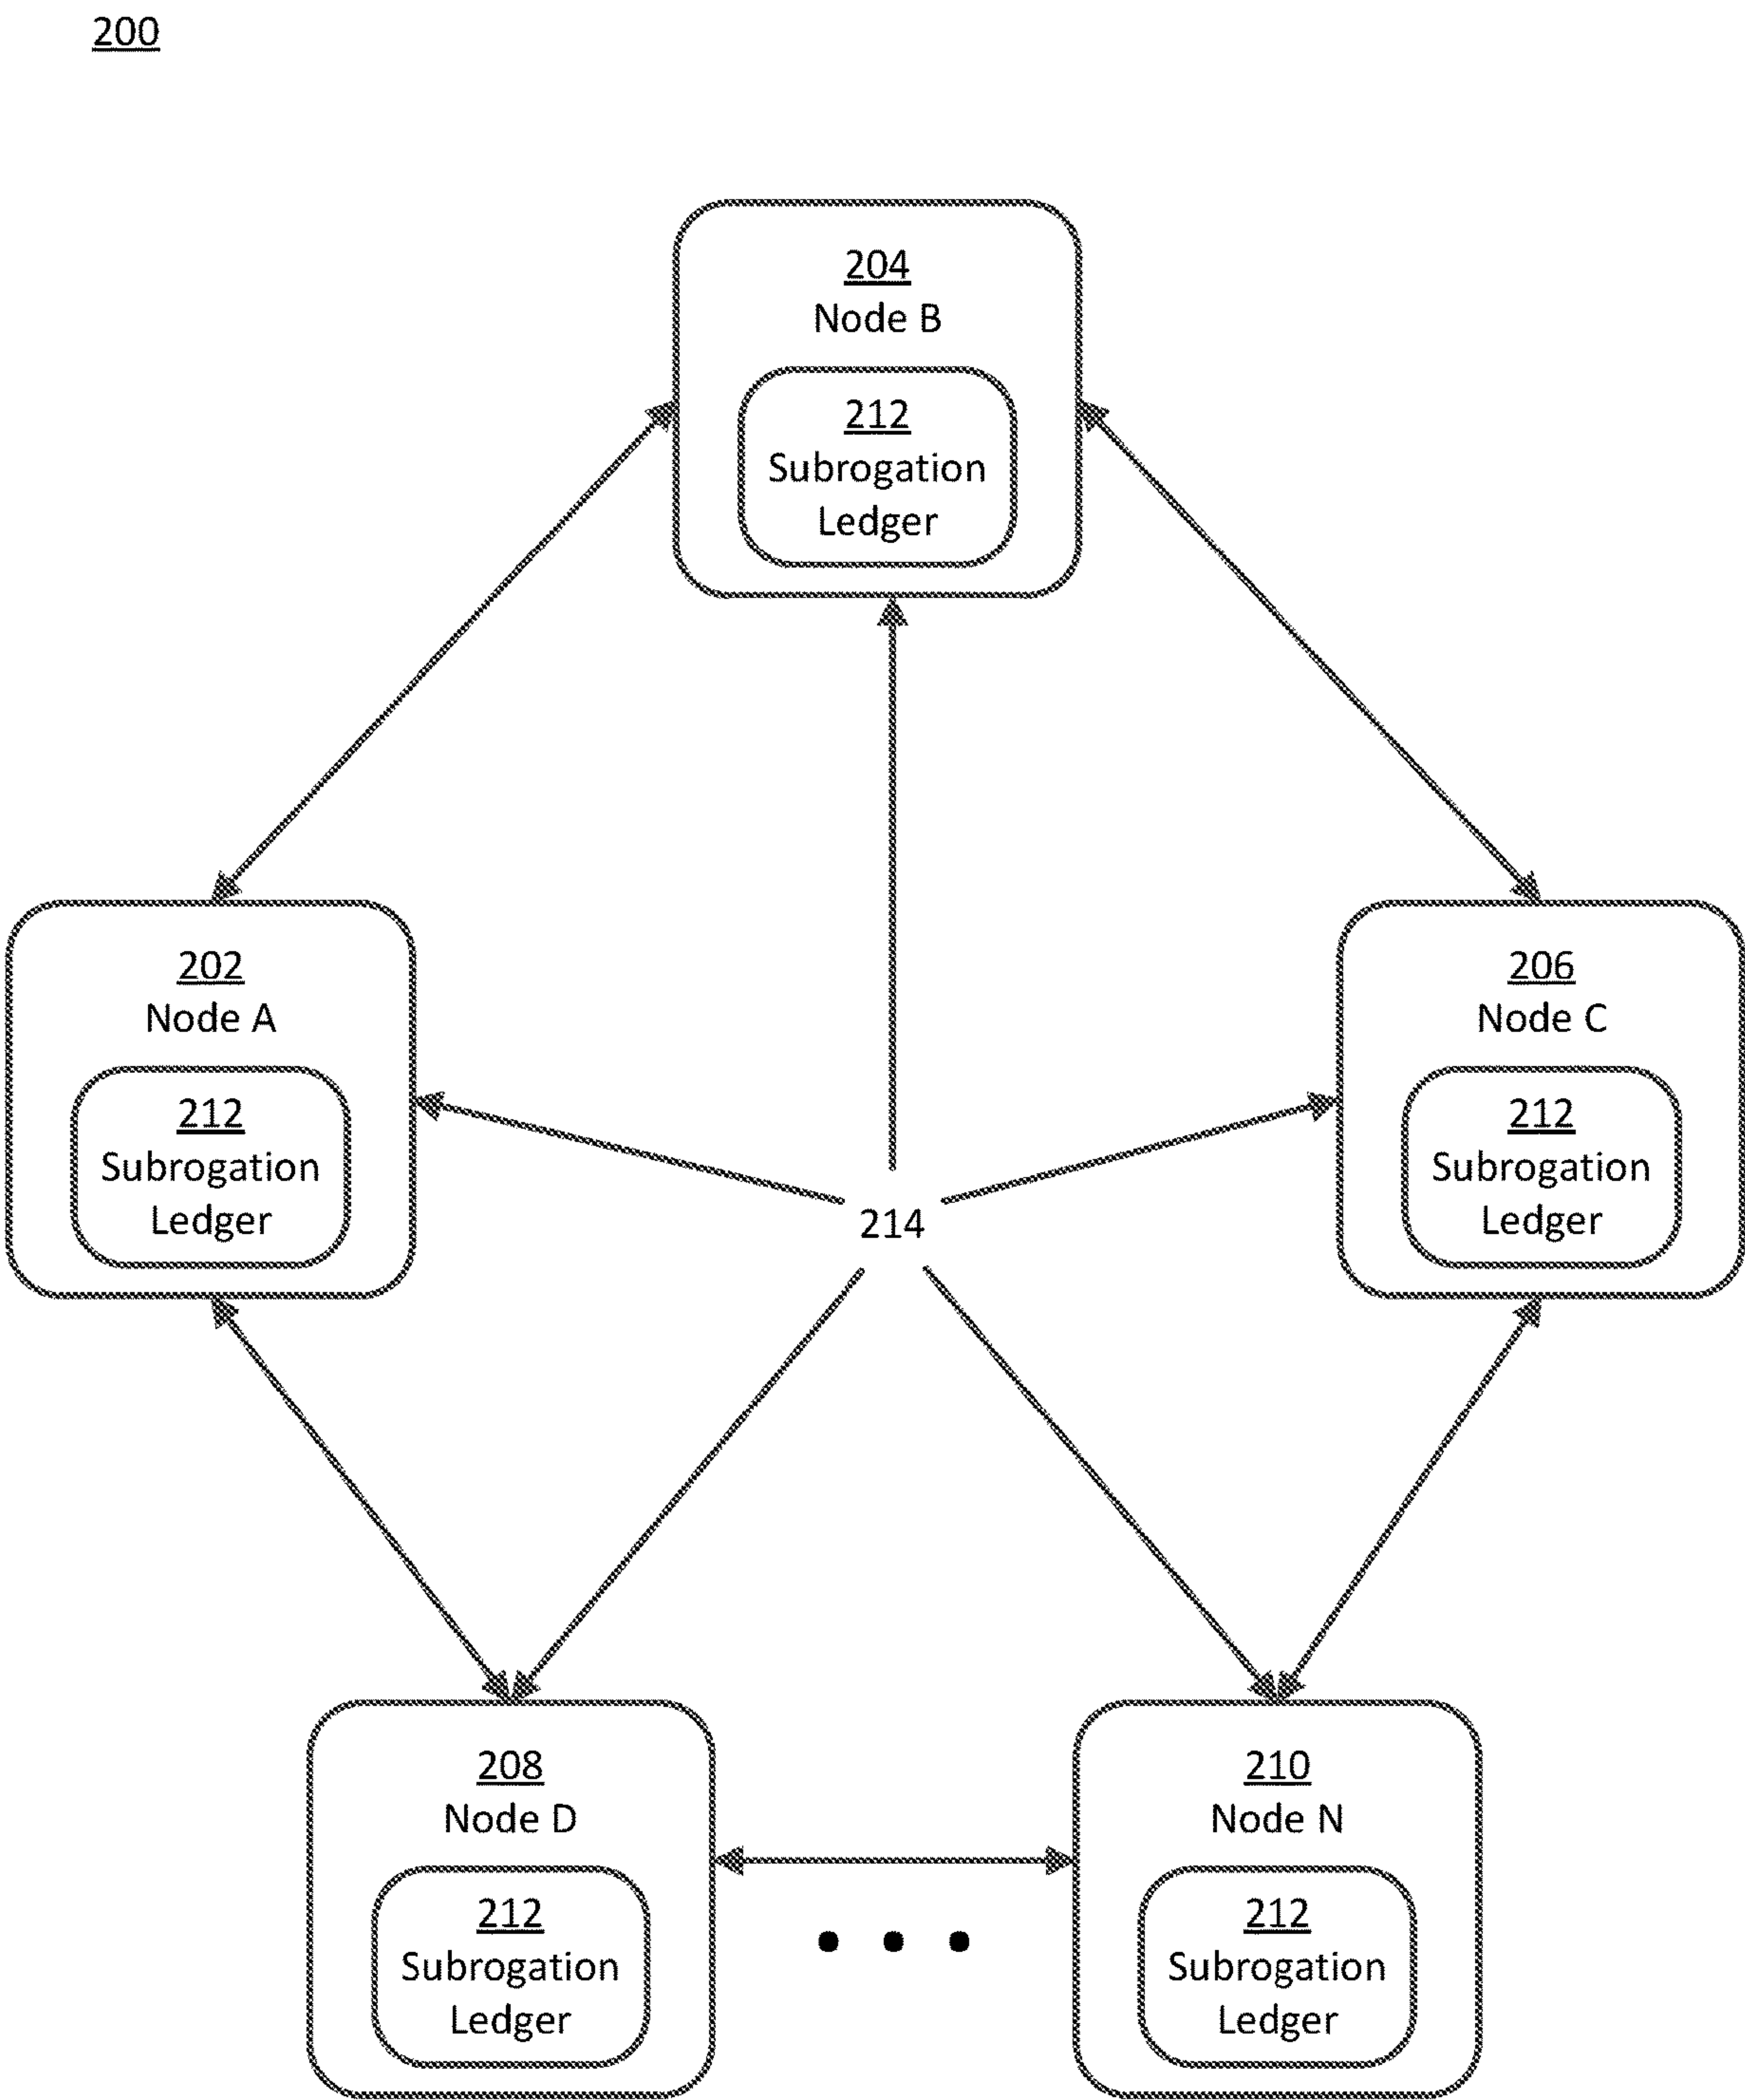 200
204
Node B
212
Subrogation
Ledger
202
Node A
212
Subrogation
Ledger
206
Node C
212
Subrogation
Ledger
214
208
Node D
212
Subrogation
Ledger
210
Node N
212
Subrogation
Ledger